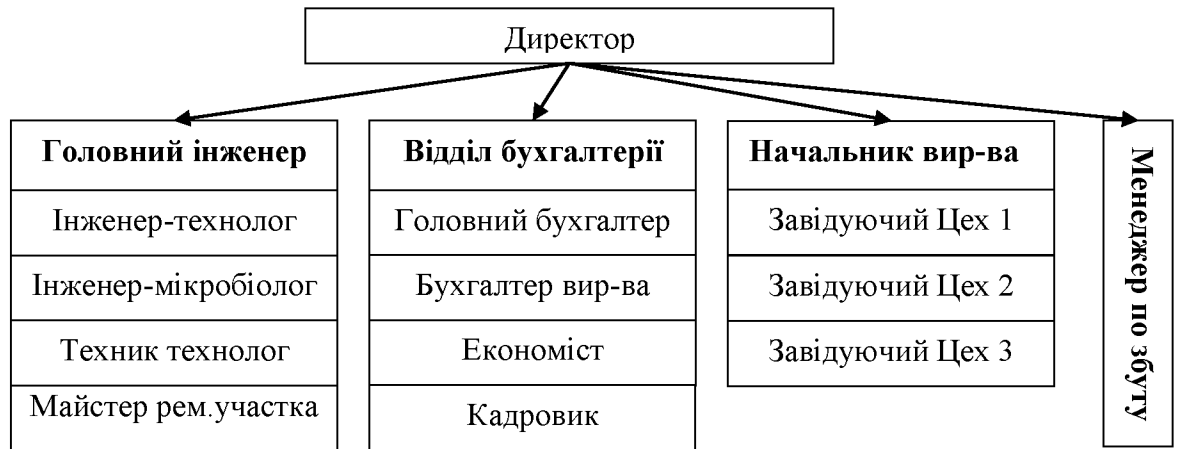 Директор
Головний інженер
Інженер-технолог
Інженер-мікробіолог
Техник технолог
Майстер рем.участка
Відділ бухгалтерії
Головний бухгалтер
Бухгалтер вир-ва
Економіст
Кадровик
Начальник вир-ва
Завідуючий Цех 1
Завідуючий Цех 2
Завідуючий Цех 3
Менеджер по збуту